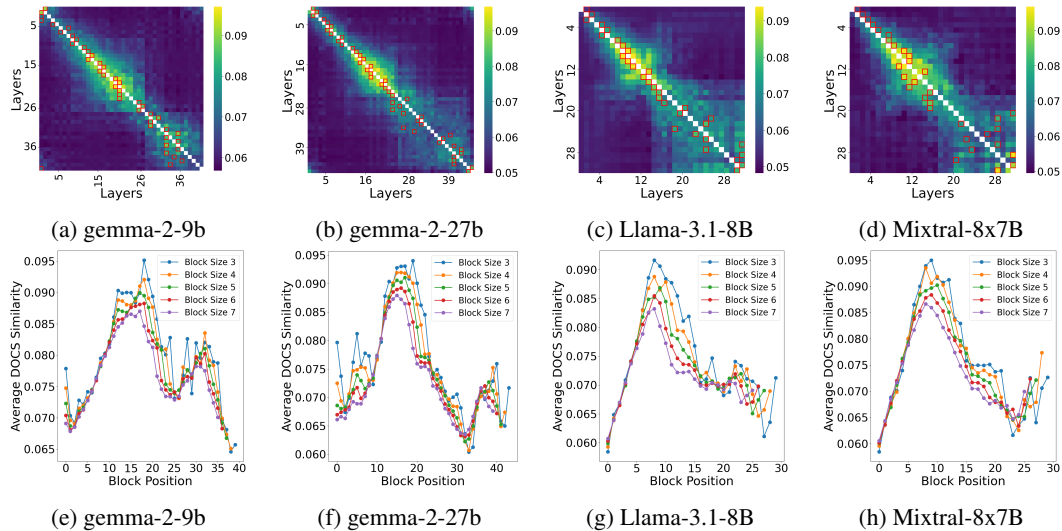 5
15
26
36
Layers
5
15
26
36
Layers
0.09
0.08
0.07
0.06
(a) gemma-2-9b
5
16
28
39
Layers
5
16
28
39
Layers
0.09
0.08
0.07
0.06
0.05
(b) gemma-2-27b
4
12
20
28
Layers
4
12
20
28
Layers
0.09
0.08
0.07
0.06
0.05
(c) Llama-3.1-8B
4
12
20
28
Layers
4
12
20
28
Layers
0.09
0.08
0.07
0.06
0.05
(d) Mixtral-8x7B
Average DOCS Similarity
0.095
0.090
0.085
0.080
0.075
0.070
0.065
Block Size 3
Block Size 4
Block Size 5
Block Size 6
Block Size 7
0 5 10 15 20 25 30 35 40
Block Position
(e) gemma-2-9b
Average DOCS Similarity
0.095
0.090
0.085
0.080
0.075
0.070
0.065
0.060
Block Size 3
Block Size 4
Block Size 5
Block Size 6
Block Size 7
0 10 20 30 40
Block Position
(f) gemma-2-27b
Average DOCS Similarity
0.090
0.085
0.080
0.075
0.070
0.065
0.060
Block Size 3
Block Size 4
Block Size 5
Block Size 6
Block Size 7
0 5 10 15 20 25 30
Block Position
(g) Llama-3.1-8B
Average DOCS Similarity
0.095
0.090
0.085
0.080
0.075
0.070
0.065
0.060
Block Size 3
Block Size 4
Block Size 5
Block Size 6
Block Size 7
0 5 10 15 20 25 30
Block Position
(h) Mixtral-8x7B